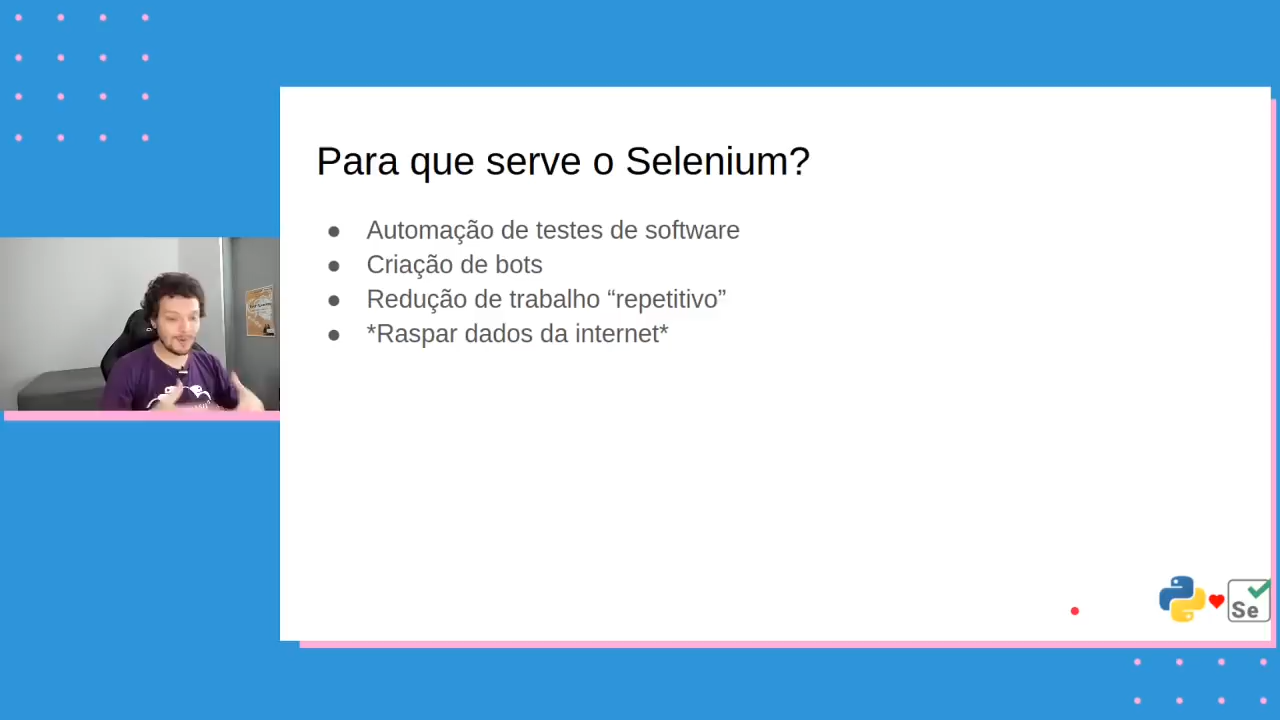 Para que serve o Selenium?
● Automação de testes de software
● Criação de bots
● Redução de trabalho “repetitivo”
● *Raspar dados da internet*
Se